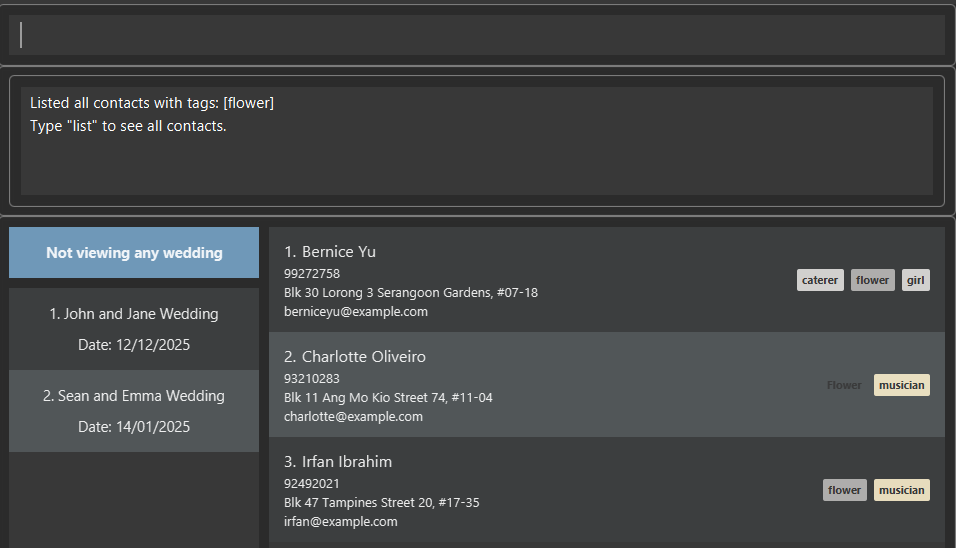 Listed all contacts with tags: [flower]
Type "list" to see all contacts.
Not viewing any wedding
1. John and Jane Wedding
Date: 12/12/2025
2. Sean and Emma Wedding
Date: 14/01/2025
1. Bernice Yu
99272758
Blk 30 Lorong 3 Serangoon Gardens, #07-18
berniceyu@example.com
caterer flower girl
2. Charlotte Oliveiro
93210283
Blk 11 Ang Mo Kio Street 74, #11-04
charlotte@example.com
Flower musician
3. Irfan Ibrahim
92492021
Blk 47 Tampines Street 20, #17-35
irfan@example.com
flower musician